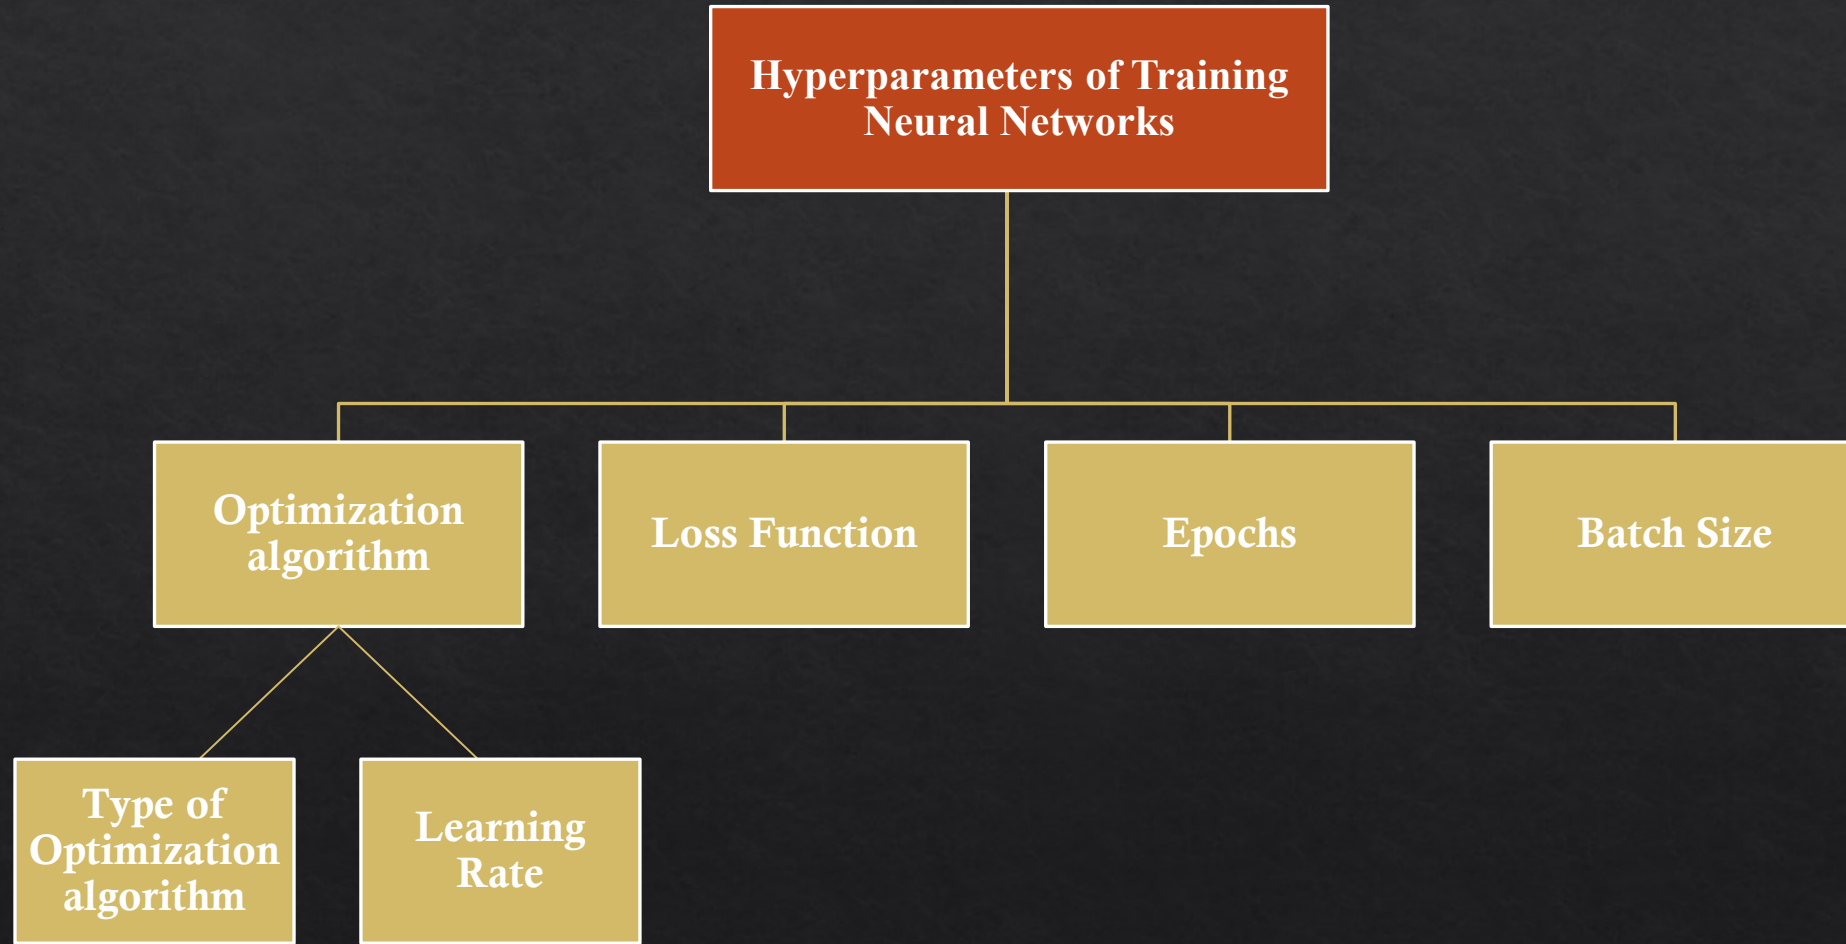 Hyperparameters of Training
Neural Networks
Optimization
algorithm
Loss Function
Epochs
Batch Size
Type of
Optimization
algorithm
Learning
Rate